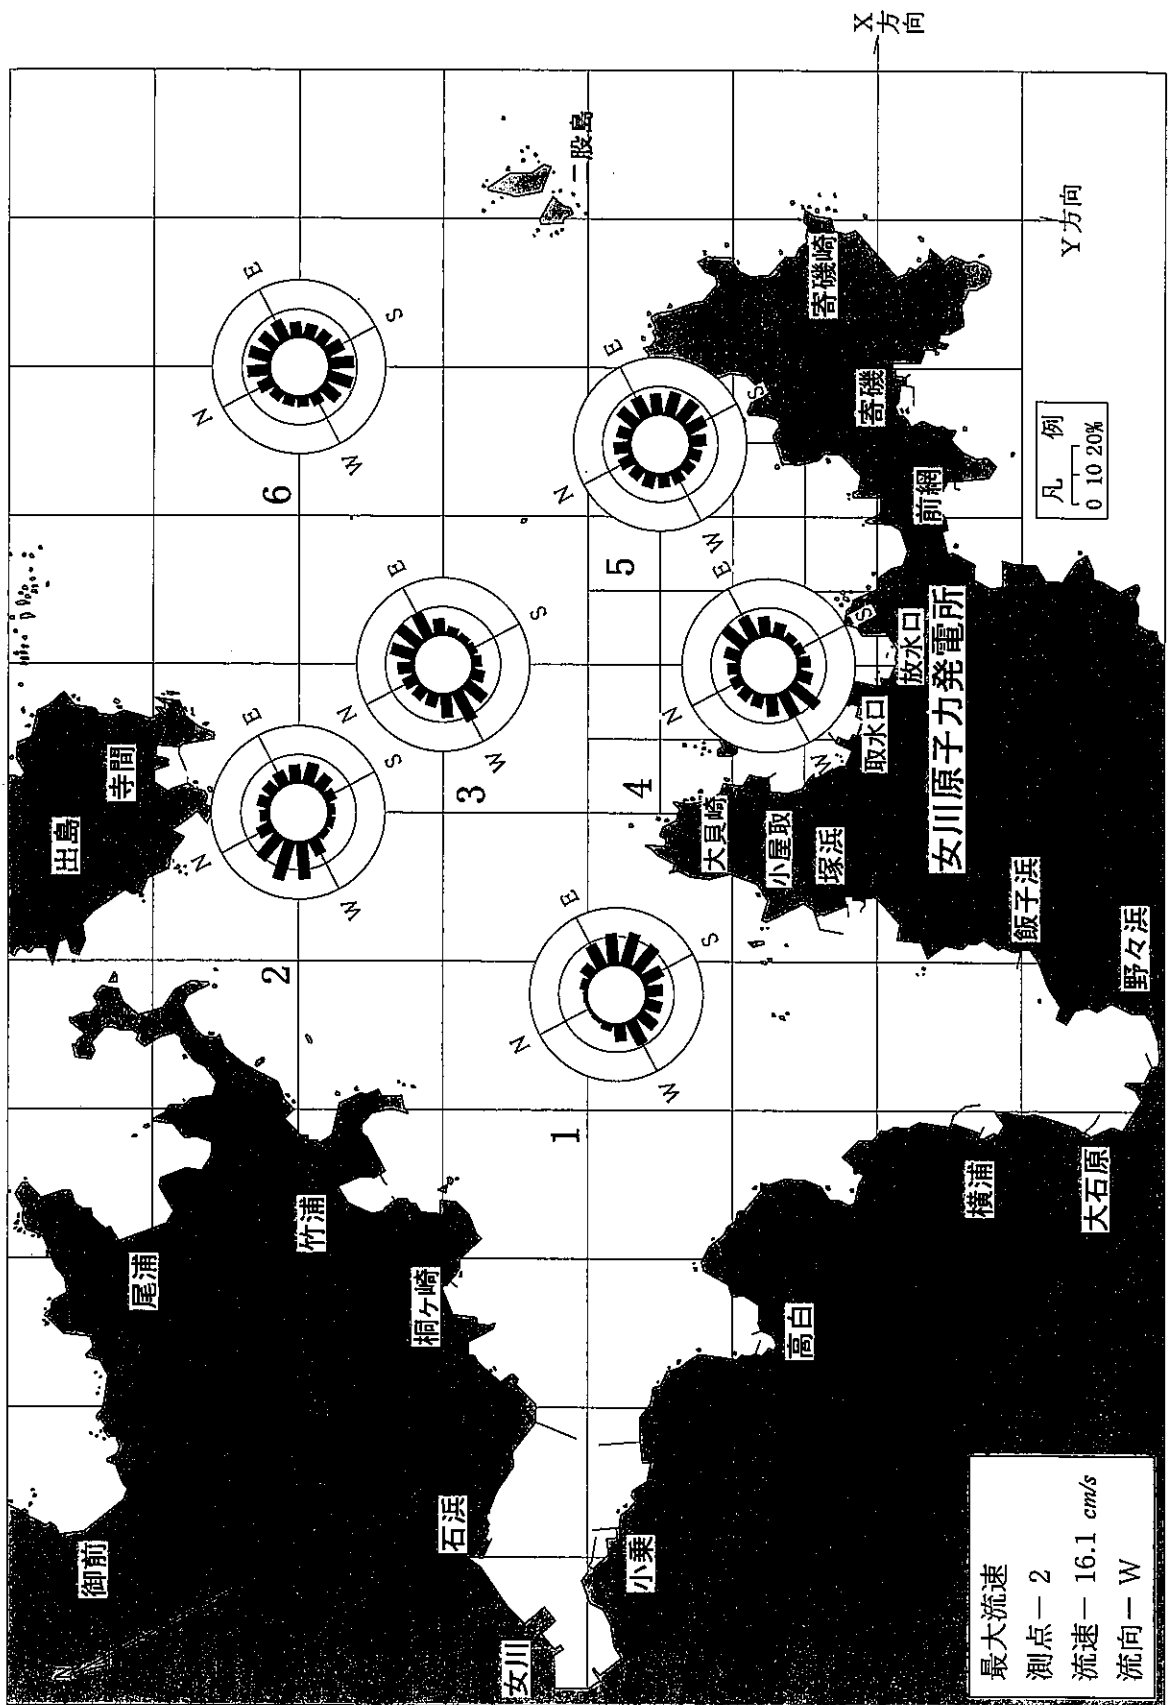 X方向
Y方向
二股島
寄磯崎
寄磯
前網
凡 例
0 10 20%
女川原子力発電所
放水口
取水口
大貝崎
小屋取
塚浜
飯子浜
野々浜
横浦
大石原
高白
小乗
女川
石浜
桐ヶ崎
竹浦
尾浦
御前
出島
寺間
1
N
E
S
W
2
N
E
S
W
3
N
E
S
W
4
N
E
S
W
5
N
E
S
W
6
N
E
S
W
N
最大流速
測点－2
流速－16.1 cm/s
流向－W